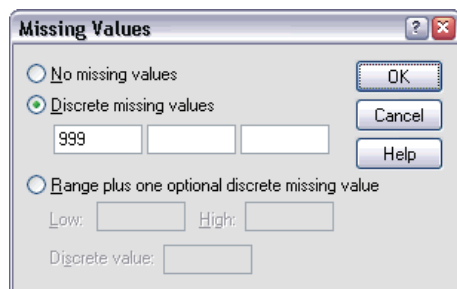 Missing Values
No missing values
OK
Discrete missing values
Cancel
999
Help
Range plus one optional discrete missing value
Low: High:
Discrete value: